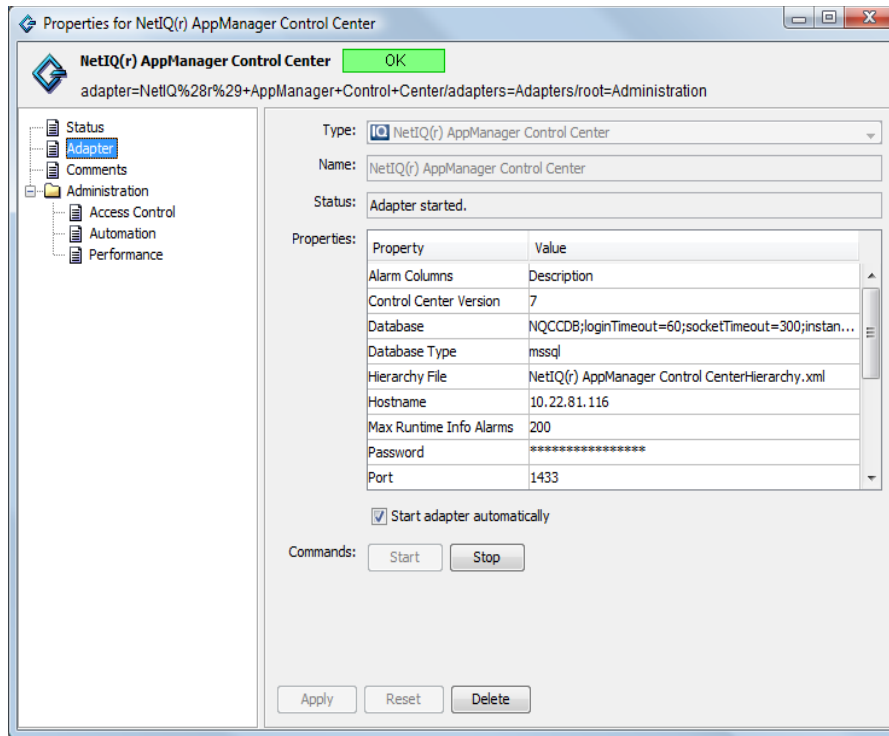 Properties for NetIQ(r) AppManager Control Center
NetIQ(r) AppManager Control Center OK
adapter=NetIQ%28r%29+AppManager+Control+Center/adapters=Adapters/root=Administration
Status
Adapter
Comments
Administration
Access Control
Automation
Performance
Type: IQ NetIQ(r) AppManager Control Center
Name: NetIQ(r) AppManager Control Center
Status: Adapter started.
Properties:
Property Value
Alarm Columns Description
Control Center Version 7
Database NQCCDB;loginTimeout=60;socketTimeout=300;instan...
Database Type mssql
Hierarchy File NetIQ(r) AppManager Control CenterHierarchy.xml
Hostname 10.22.81.116
Max Runtime Info Alarms 200
Password ****************
Port 1433
Start adapter automatically
Commands: Start Stop
Apply Reset Delete